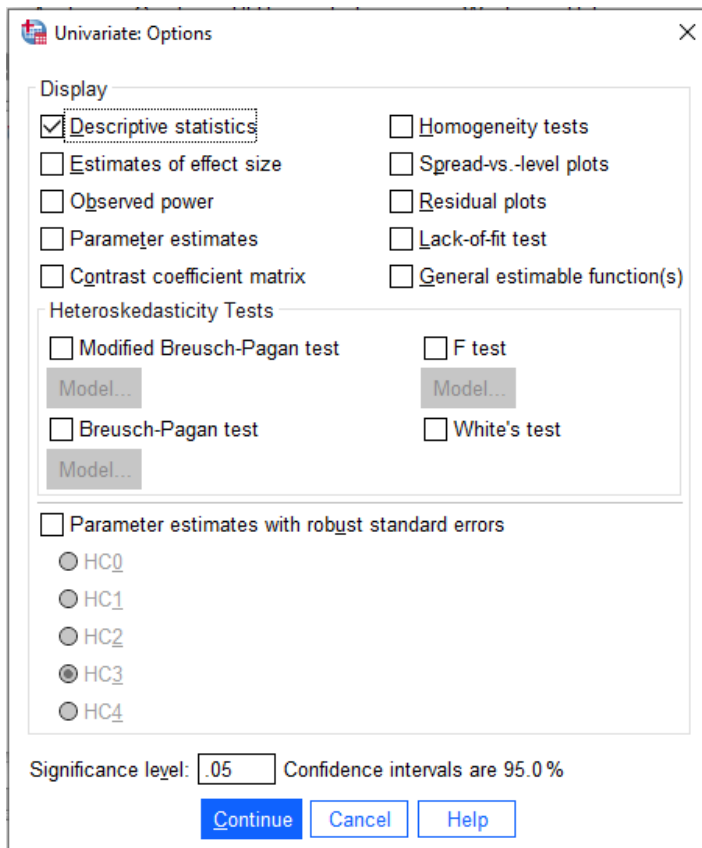 Univariate: Options
Display
Descriptive statistics
Homogeneity tests
Estimates of effect size
Spread-vs.-level plots
Observed power
Residual plots
Parameter estimates
Lack-of-fit test
Contrast coefficient matrix
General estimable function(s)
Heteroskedasticity Tests
Modified Breusch-Pagan test
F test
Model...
Model...
Breusch-Pagan test
White's test
Model...
Parameter estimates with robust standard errors
HC0
HC1
HC2
HC3
HC4
Significance level: .05 Confidence intervals are 95.0 %
Continue Cancel Help